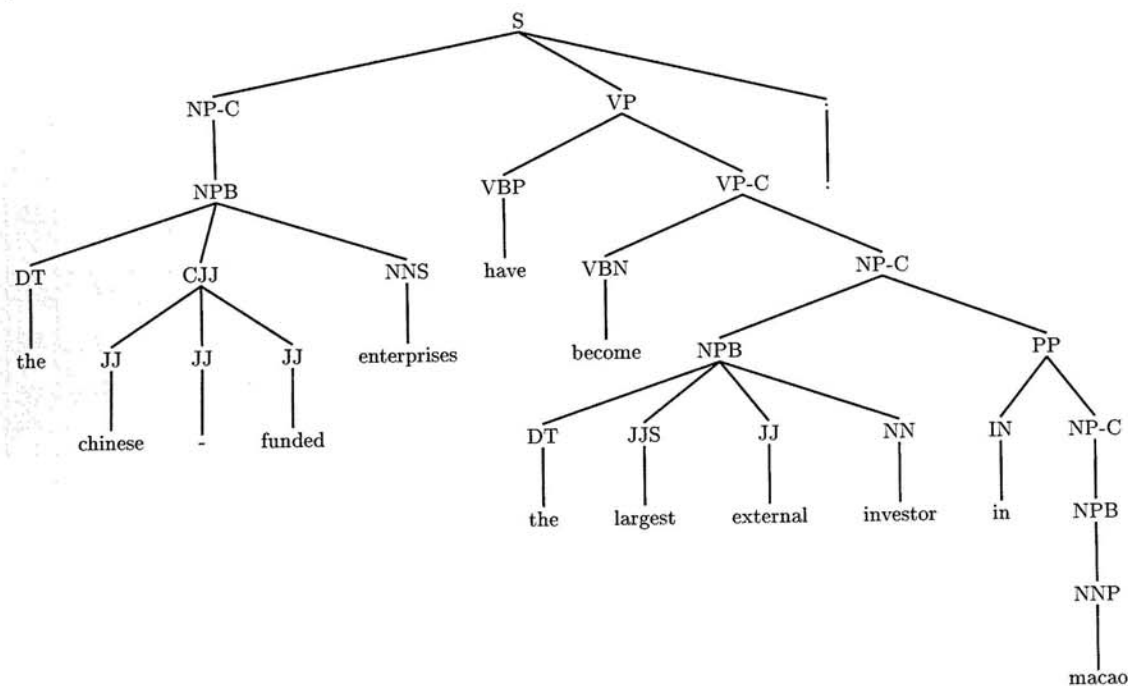 S
NP-C VP .
NPB VBP VP-C .
DT CJJ NNS have VBN NP-C
the JJ JJ JJ enterprises become NPB PP
chinese - funded DT JJS JJ NN IN NP-C
the largest external investor in NPB
NNP
macao